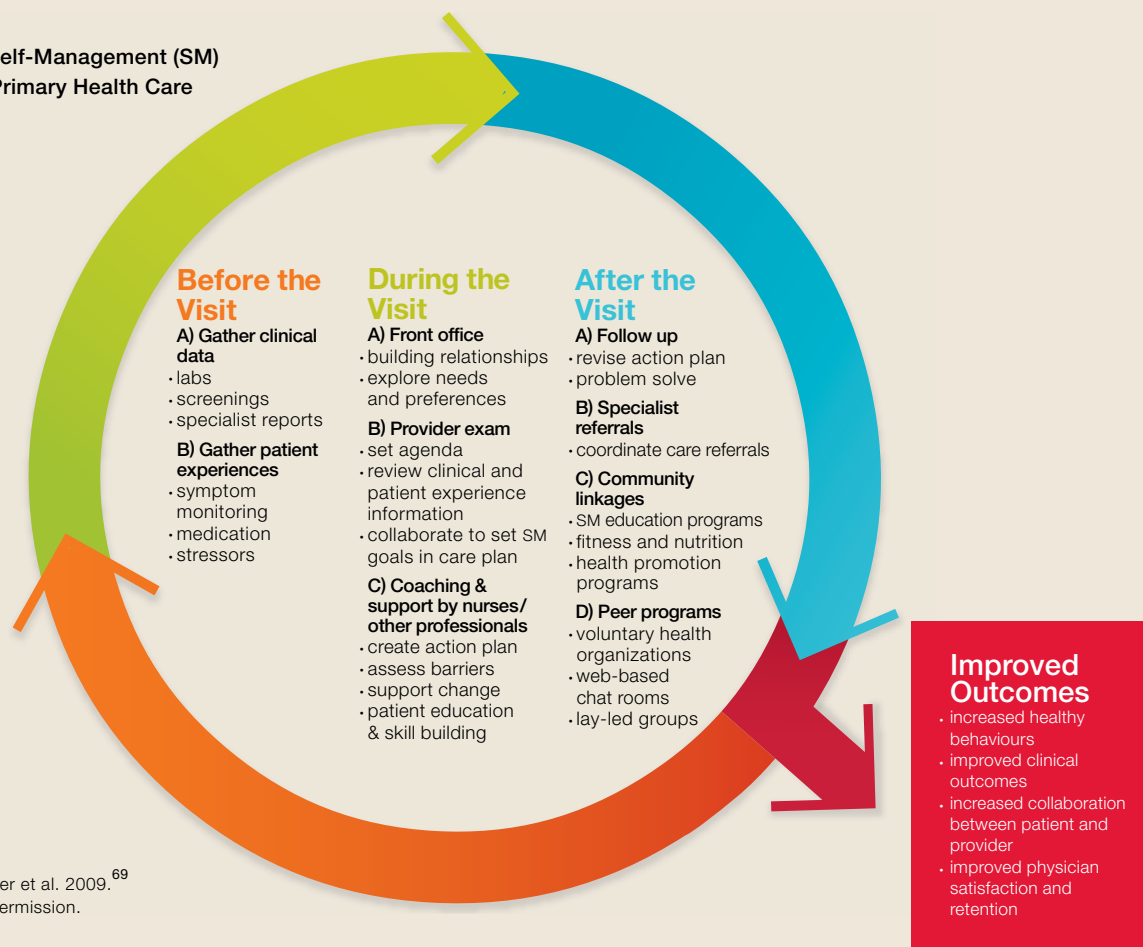 elf-Management (SM)
Primary Health Care
Before the
Visit
A) Gather clinical
data
· labs
· screenings
· specialist reports
B) Gather patient
experiences
· symptom
monitoring
· medication
· stressors
During the
Visit
A) Front office
· building relationships
· explore needs
and preferences
B) Provider exam
· set agenda
· review clinical and
patient experience
information
· collaborate to set SM
goals in care plan
C) Coaching &
support by nurses/
other professionals
· create action plan
· assess barriers
· support change
· patient education
& skill building
After the
Visit
A) Follow up
· revise action plan
· problem solve
B) Specialist
referrals
· coordinate care referrals
C) Community
linkages
· SM education programs
· fitness and nutrition
· health promotion
programs
D) Peer programs
· voluntary health
organizations
· web-based
chat rooms
· lay-led groups
Improved
Outcomes
· increased healthy
behaviours
· improved clinical
outcomes
· increased collaboration
between patient and
provider
· improved physician
satisfaction and
retention
er et al. 2009.69
ermission.